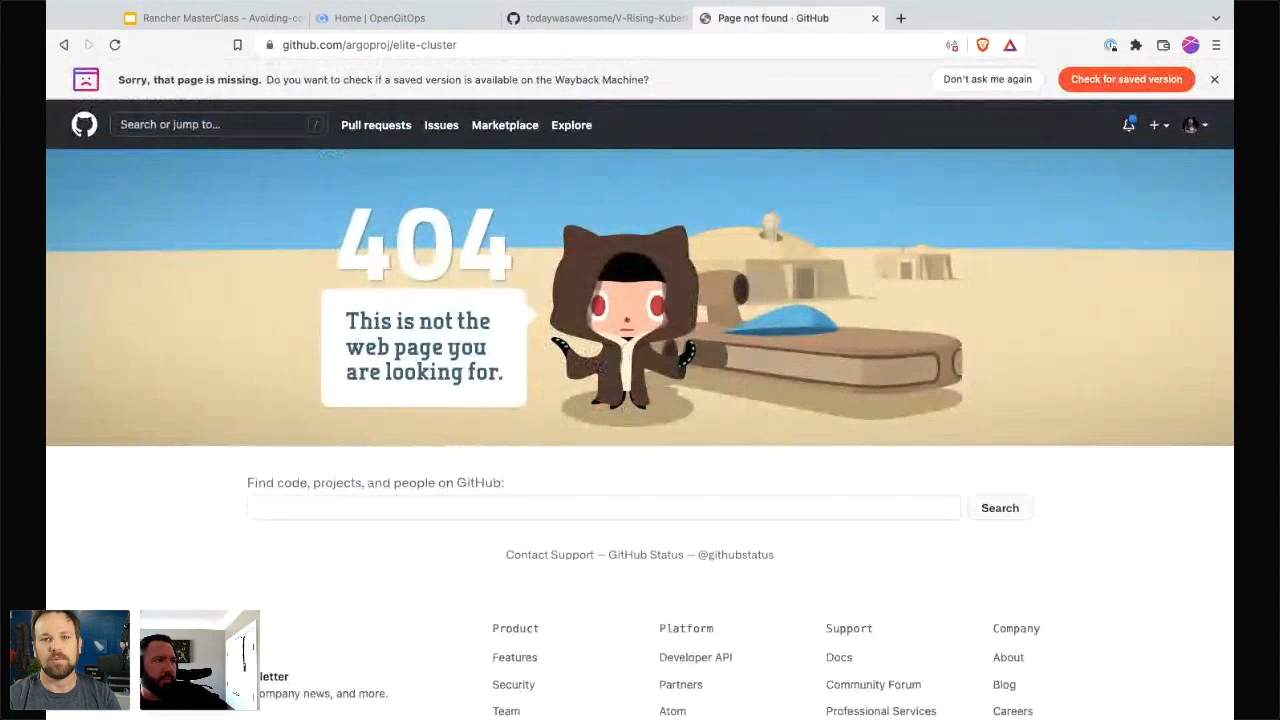 Rancher MasterClass - Avoiding-co
Home | OpenGitOps
todaywasawesome/V-Rising-Kuber
Page not found · GitHub
github.com/argoproj/elite-cluster
Sorry, that page is missing. Do you want to check if a saved version is available on the Wayback Machine?
Don't ask me again
Check for saved version
Search or jump to...
/
Pull requests
Issues
Marketplace
Explore
404
This is not the
web page you
are looking for.
Find code, projects, and people on GitHub:
Search
Contact Support — GitHub Status — @githubstatus
Product
Platform
Support
Company
Features
Developer API
Docs
About
letter
Security
Partners
Community Forum
Blog
ompany news, and more.
Team
Atom
Professional Services
Careers